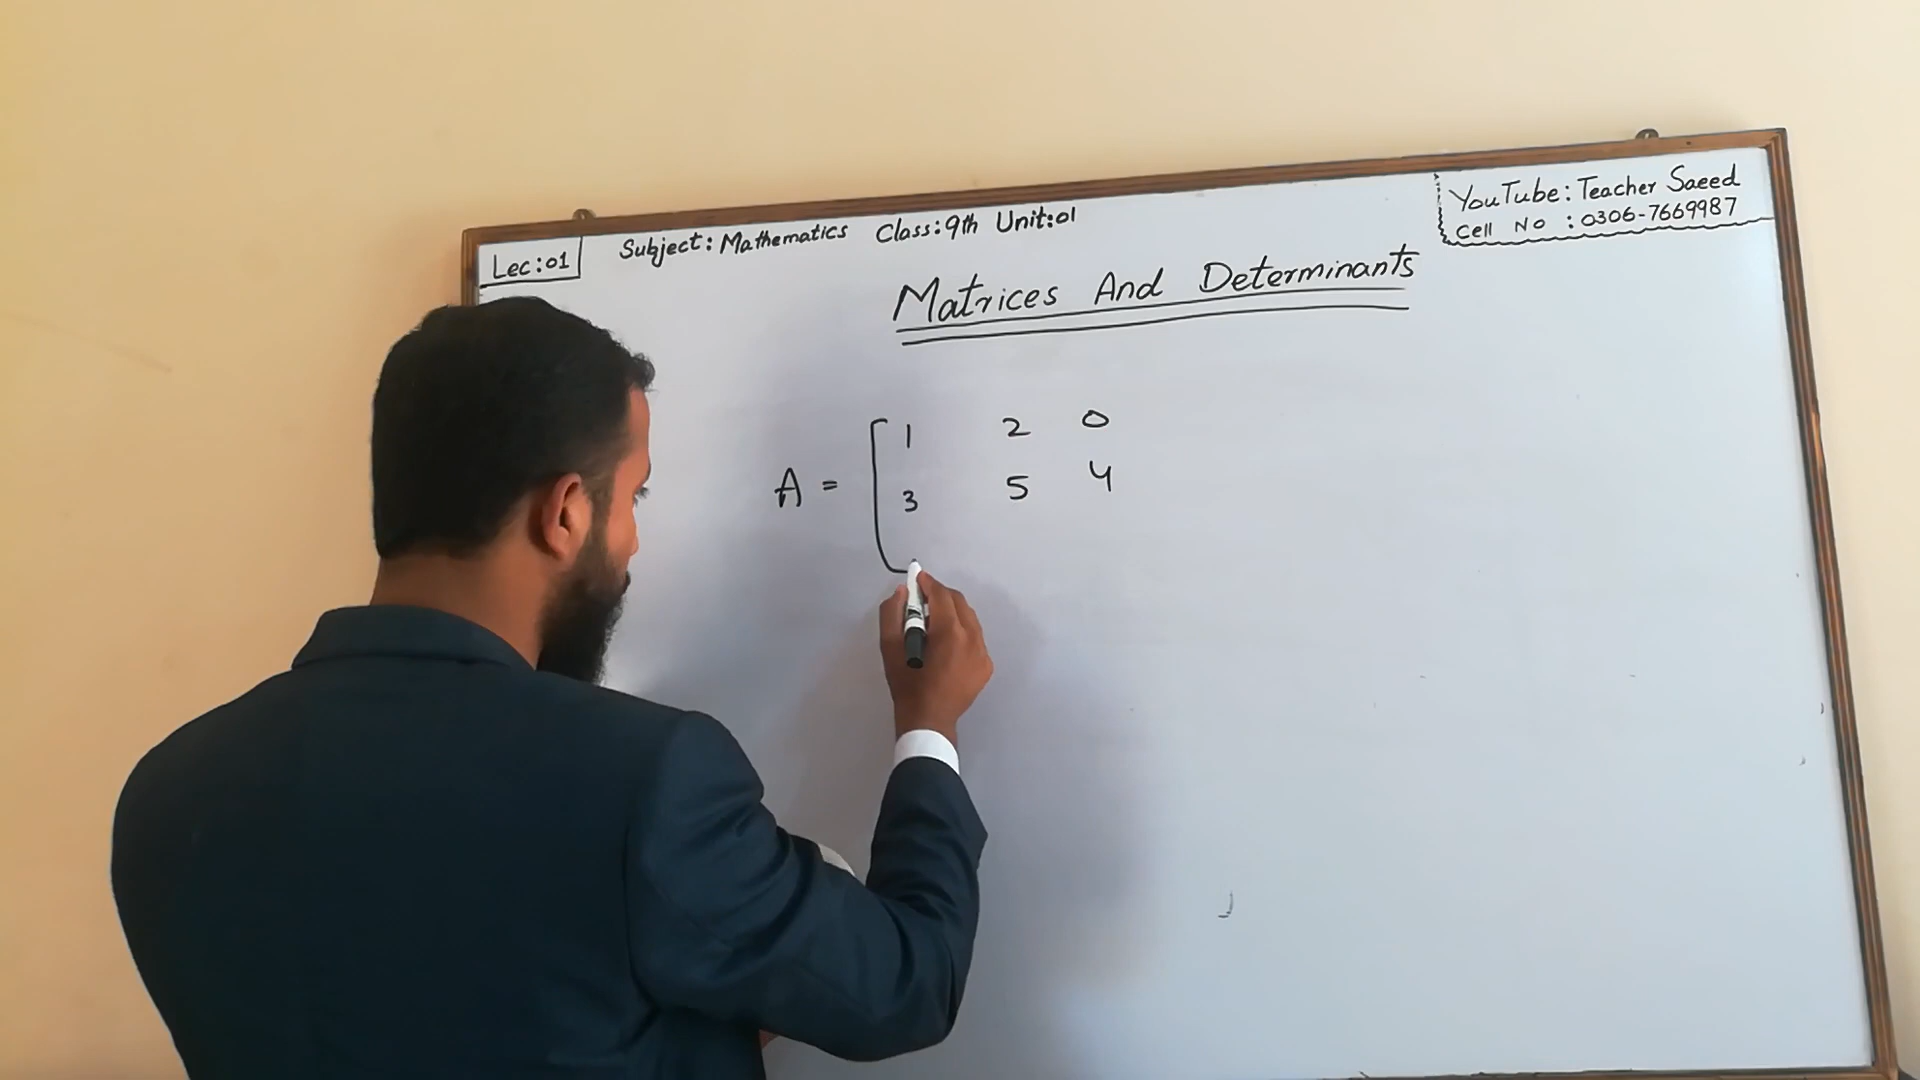 Lec:01
Subject: Mathematics Class:9th Unit:01
YouTube: Teacher Saeed
Cell No : 0306-7669987
Matrices And Determinants
1 2 0
A =
3 5 4